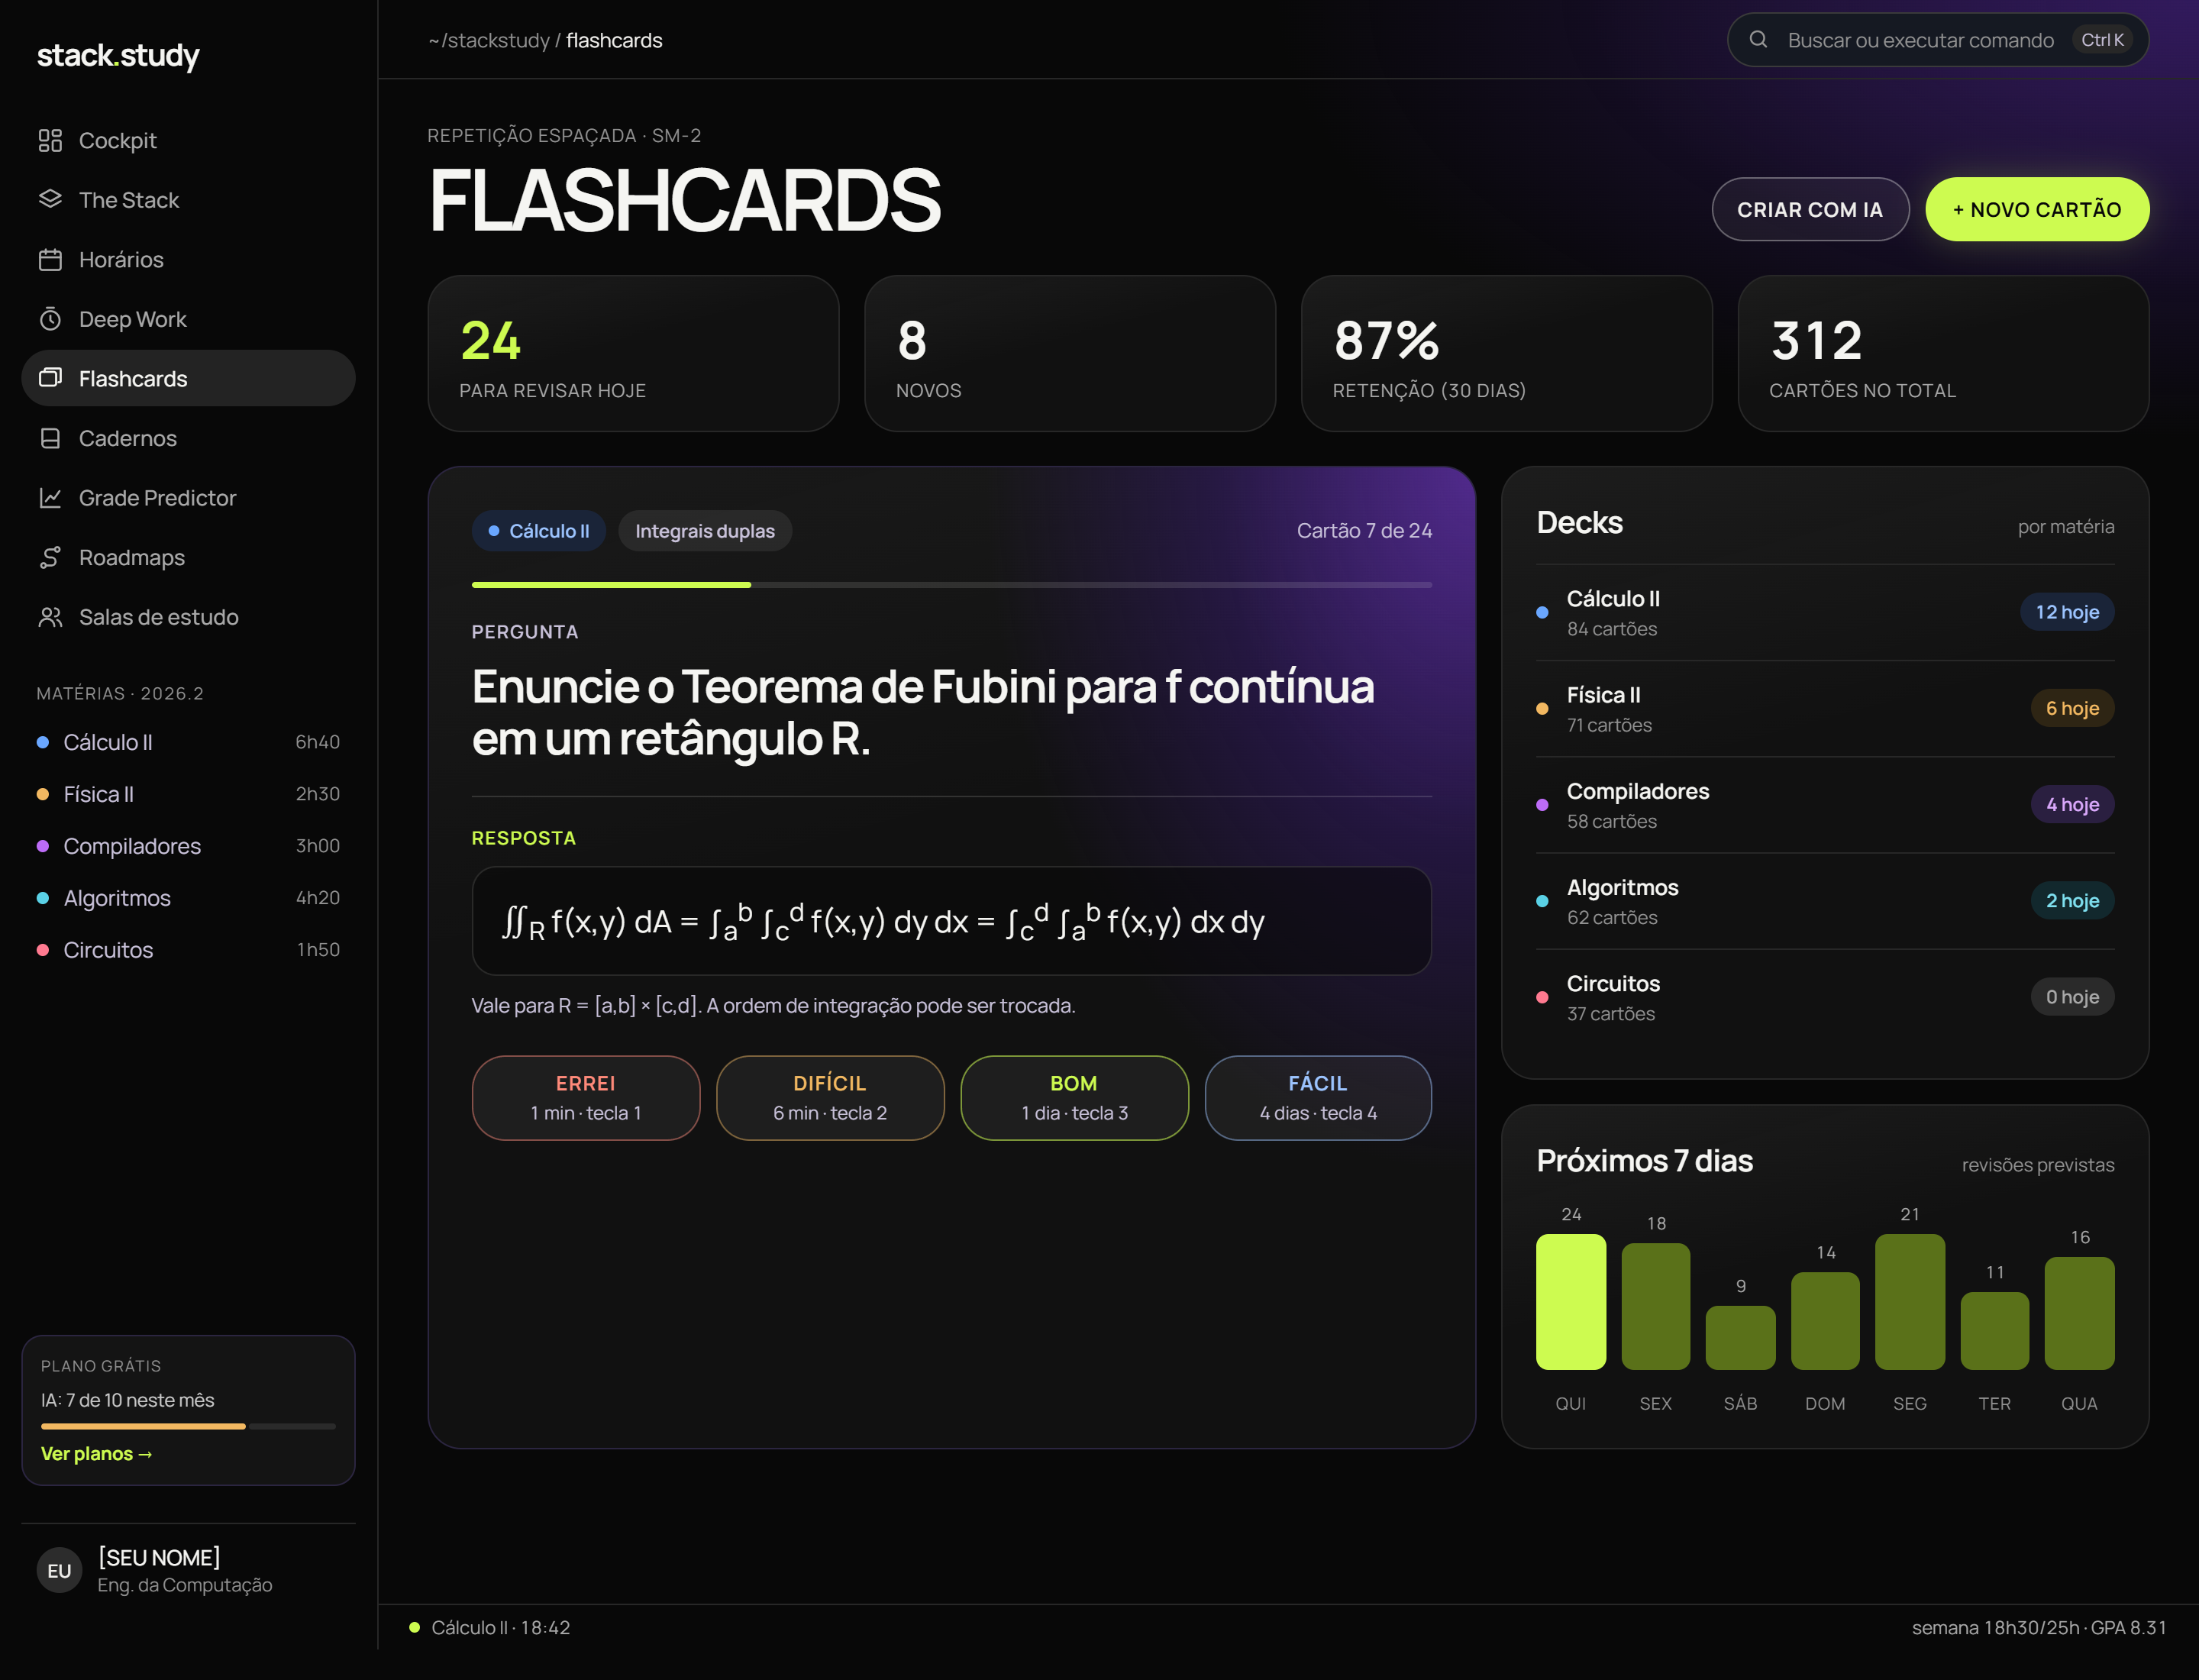 stack.study
Cockpit
The Stack
Horários
Deep Work
Flashcards
Cadernos
Grade Predictor
Roadmaps
Salas de estudo
MATÉRIAS · 2026.2
Cálculo II 6h40
Física II 2h30
Compiladores 3h00
Algoritmos 4h20
Circuitos 1h50
PLANO GRÁTIS
IA: 7 de 10 neste mês
Ver planos →
EU
[SEU NOME]
Eng. da Computação
~/stackstudy / flashcards
Buscar ou executar comando Ctrl K
REPETIÇÃO ESPAÇADA · SM-2
FLASHCARDS
CRIAR COM IA
+ NOVO CARTÃO
24
PARA REVISAR HOJE
8
NOVOS
87%
RETENÇÃO (30 DIAS)
312
CARTÕES NO TOTAL
Cálculo II Integrais duplas Cartão 7 de 24
PERGUNTA
Enuncie o Teorema de Fubini para f contínua
em um retângulo R.
RESPOSTA
∬R f(x,y) dA = ∫a^b ∫c^d f(x,y) dy dx = ∫c^d ∫a^b f(x,y) dx dy
Vale para R = [a,b] × [c,d]. A ordem de integração pode ser trocada.
ERREI
1 min · tecla 1
DIFÍCIL
6 min · tecla 2
BOM
1 dia · tecla 3
FÁCIL
4 dias · tecla 4
Decks por matéria
Cálculo II
84 cartões
12 hoje
Física II
71 cartões
6 hoje
Compiladores
58 cartões
4 hoje
Algoritmos
62 cartões
2 hoje
Circuitos
37 cartões
0 hoje
Próximos 7 dias revisões previstas
24 18 9 14 21 11 16
QUI SEX SÁB DOM SEG TER QUA
Cálculo II · 18:42
semana 18h30/25h · GPA 8.31